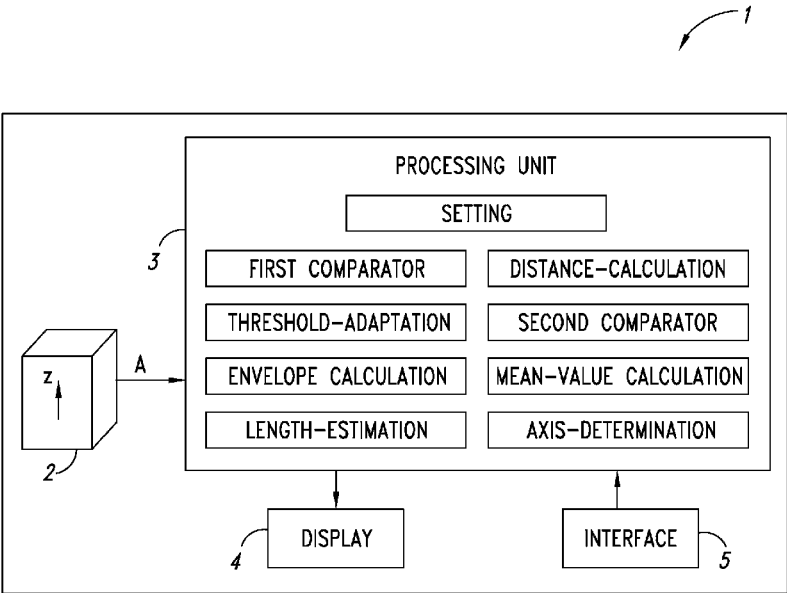 1
PROCESSING UNIT
SETTING
3
FIRST COMPARATOR
DISTANCE-CALCULATION
THRESHOLD-ADAPTATION
SECOND COMPARATOR
Z
A
ENVELOPE CALCULATION
MEAN-VALUE CALCULATION
LENGTH-ESTIMATION
AXIS-DETERMINATION
2
4
DISPLAY
INTERFACE
5